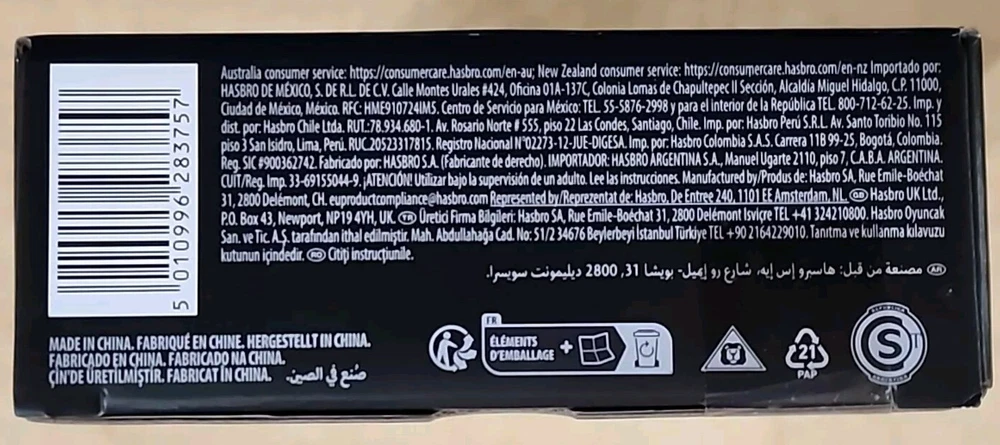 Australia consumer service: https://consumercare.hasbro.com/en-au; New Zealand consumer service: https://consumercare.hasbro.com/en-nz Importado por:
HASBRO DE MÉXICO, S. DE R.L. DE C.V. Calle Montes Urales #424, Oficina 01A-137C, Colonia Lomas de Chapultepec II Sección, Alcaldía Miguel Hidalgo, C.P. 11000,
Ciudad de México, México. RFC: HME910724IM5. Centro de Servicio para México: TEL. 55-5876-2998 y para el interior de la República TEL. 800-712-62-25. Imp. y
dist. por: Hasbro Chile Ltda. RUT.:78.934.680-1. Av. Rosario Norte # 555, piso 22 Las Condes, Santiago, Chile. Imp. por: Hasbro Perú S.R.L. Av. Santo Toribio No. 115
piso 3 San Isidro, Lima, Perú. RUC.20523317815. Registro Nacional N°02273-12-JUE-DIGESA. Imp. por: Hasbro Colombia S.A.S. Carrera 11B 99-25, Bogotá, Colombia.
Reg. SIC #900362742. Fabricado por: HASBRO S.A. (Fabricante de derecho). IMPORTADOR: HASBRO ARGENTINA S.A., Manuel Ugarte 2110, piso 7, C.A.B.A. ARGENTINA.
CUIT/Reg. Imp. 33-69155044-9. ¡ATENCIÓN! Utilizar bajo la supervisión de un adulto. Lee las instrucciones. Manufactured by/Produs de: Hasbro SA, Rue Emile-Boéchat
31, 2800 Delémont, CH. euproductcompliance@hasbro.com Represented by/Reprezentat de: Hasbro, De Entree 240, 1101 EE Amsterdam, NL. GB Hasbro UK Ltd.,
P.O. Box 43, Newport, NP19 4YH, UK. TR Üretici Firma Bilgileri: Hasbro SA, Rue Emile-Boéchat 31, 2800 Delémont İsviçre TEL +41 324210800. Hasbro Oyuncak
San. ve Tic. A.Ş. tarafından ithal edilmiştir. Mah. Abdullahağa Cad. No: 51/2 34676 Beylerbeyi İstanbul Türkiye TEL +90 2164229010. Tanıtma ve kullanma kılavuzu
kutunun içindedir. RO Citiți instrucțiunile.
AR مصنعة من قبل: هاسبرو إس إيه، شارع رو إيميل- بويشا 31, 2800 ديليمونت سويسرا.
5 010996 283757
MADE IN CHINA. FABRIQUÉ EN CHINE. HERGESTELLT IN CHINA.
FABRICADO EN CHINA. FABRICADO NA CHINA.
ÇİN'DE ÜRETİLMİŞTİR. FABRICAT ÎN CHINA. صُنع في الصين.
FR
ÉLÉMENTS
D'EMBALLAGE +
21
PAP
S